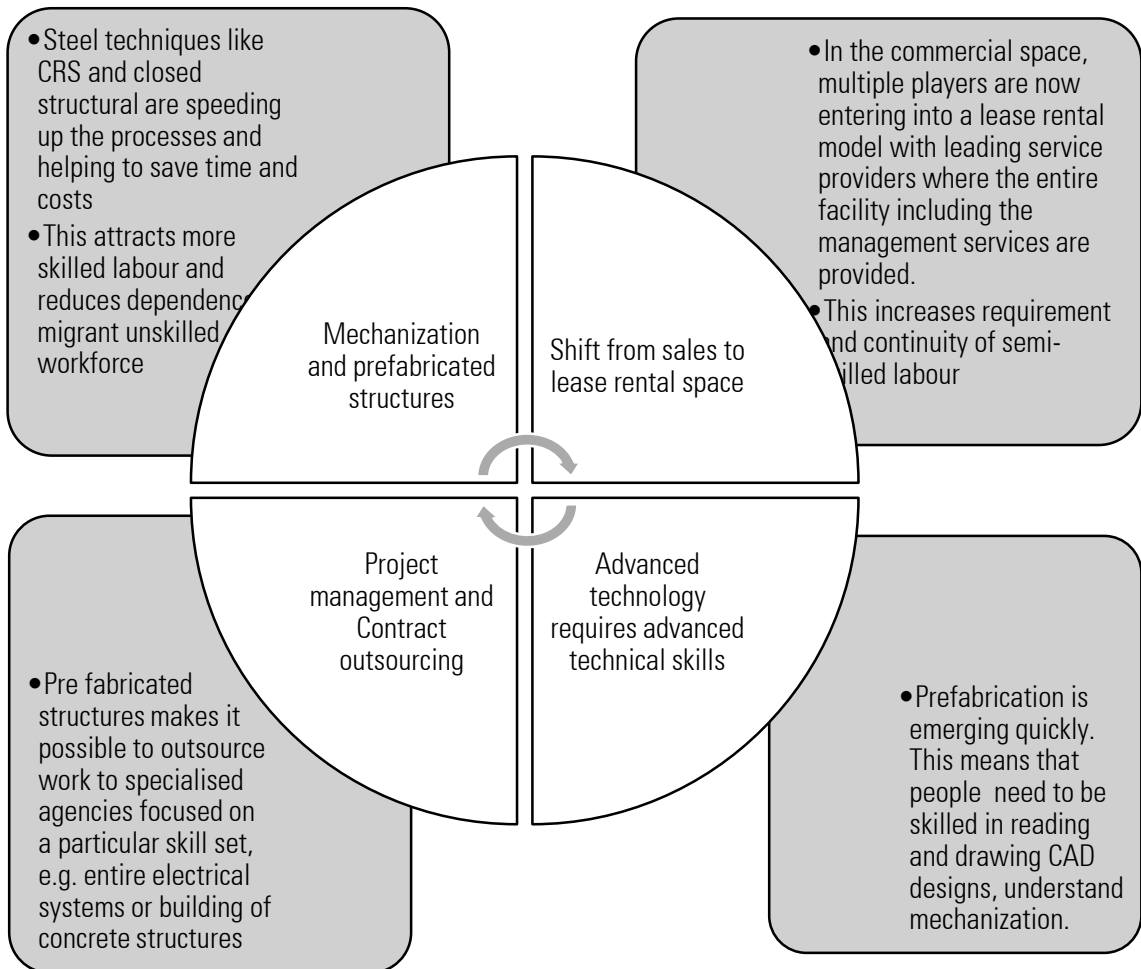 •Steel techniques like
CRS and closed
structural are speeding
up the processes and
helping to save time and
costs
•This attracts more
skilled labour and
reduces dependence
migrant unskilled
workforce
•In the commercial space,
multiple players are now
entering into a lease rental
model with leading service
providers where the entire
facility including the
management services are
provided.
•This increases requirement
and continuity of semi-
illed labour
Mechanization
and prefabricated
structures
Shift from sales to
lease rental space
Project
management and
Contract
outsourcing
Advanced
technology
requires advanced
technical skills
•Pre fabricated
structures makes it
possible to outsource
work to specialised
agencies focused on
a particular skill set,
e.g. entire electrical
systems or building of
concrete structures
•Prefabrication is
emerging quickly.
This means that
people need to be
skilled in reading
and drawing CAD
designs, understand
mechanization.